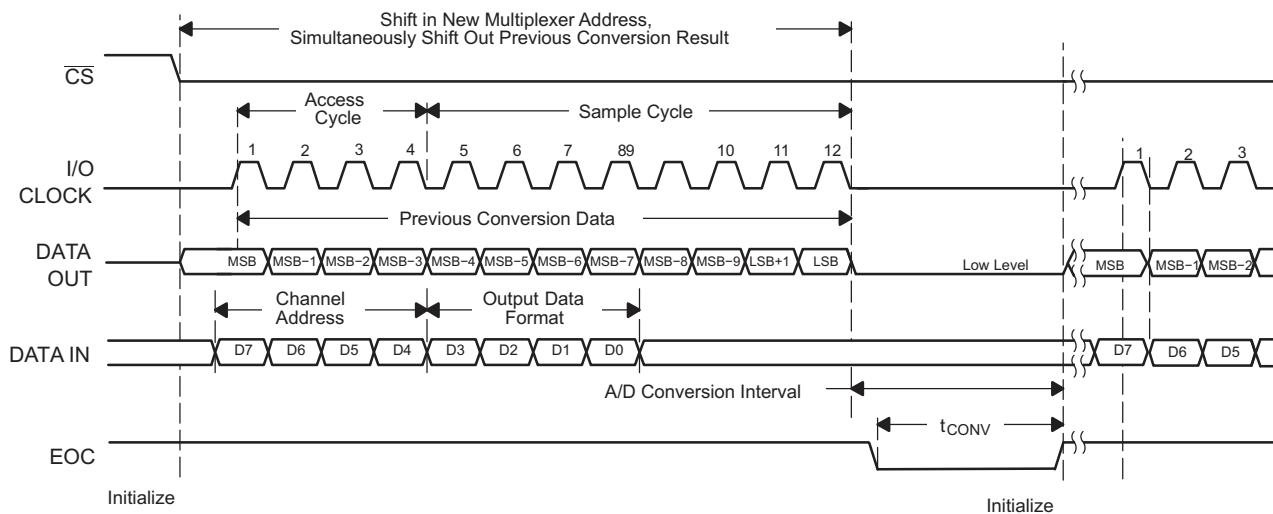 Shift in New Multiplexer Address,
Simultaneously Shift Out Previous Conversion Result
CS
Access
Cycle
Sample Cycle
I/O
CLOCK
1 2 3 4 5 6 7 89 10 11 12 1 2 3
Previous Conversion Data
DATA
OUT
MSB MSB−1 MSB−2 MSB−3 MSB−4 MSB−5 MSB−6 MSB−7 MSB−8 MSB−9 LSB+1 LSB Low Level MSB MSB−1 MSB−2
Channel
Address
Output Data
Format
DATA IN
D7 D6 D5 D4 D3 D2 D1 D0 D7 D6 D5
A/D Conversion Interval
tCONV
EOC
Initialize Initialize